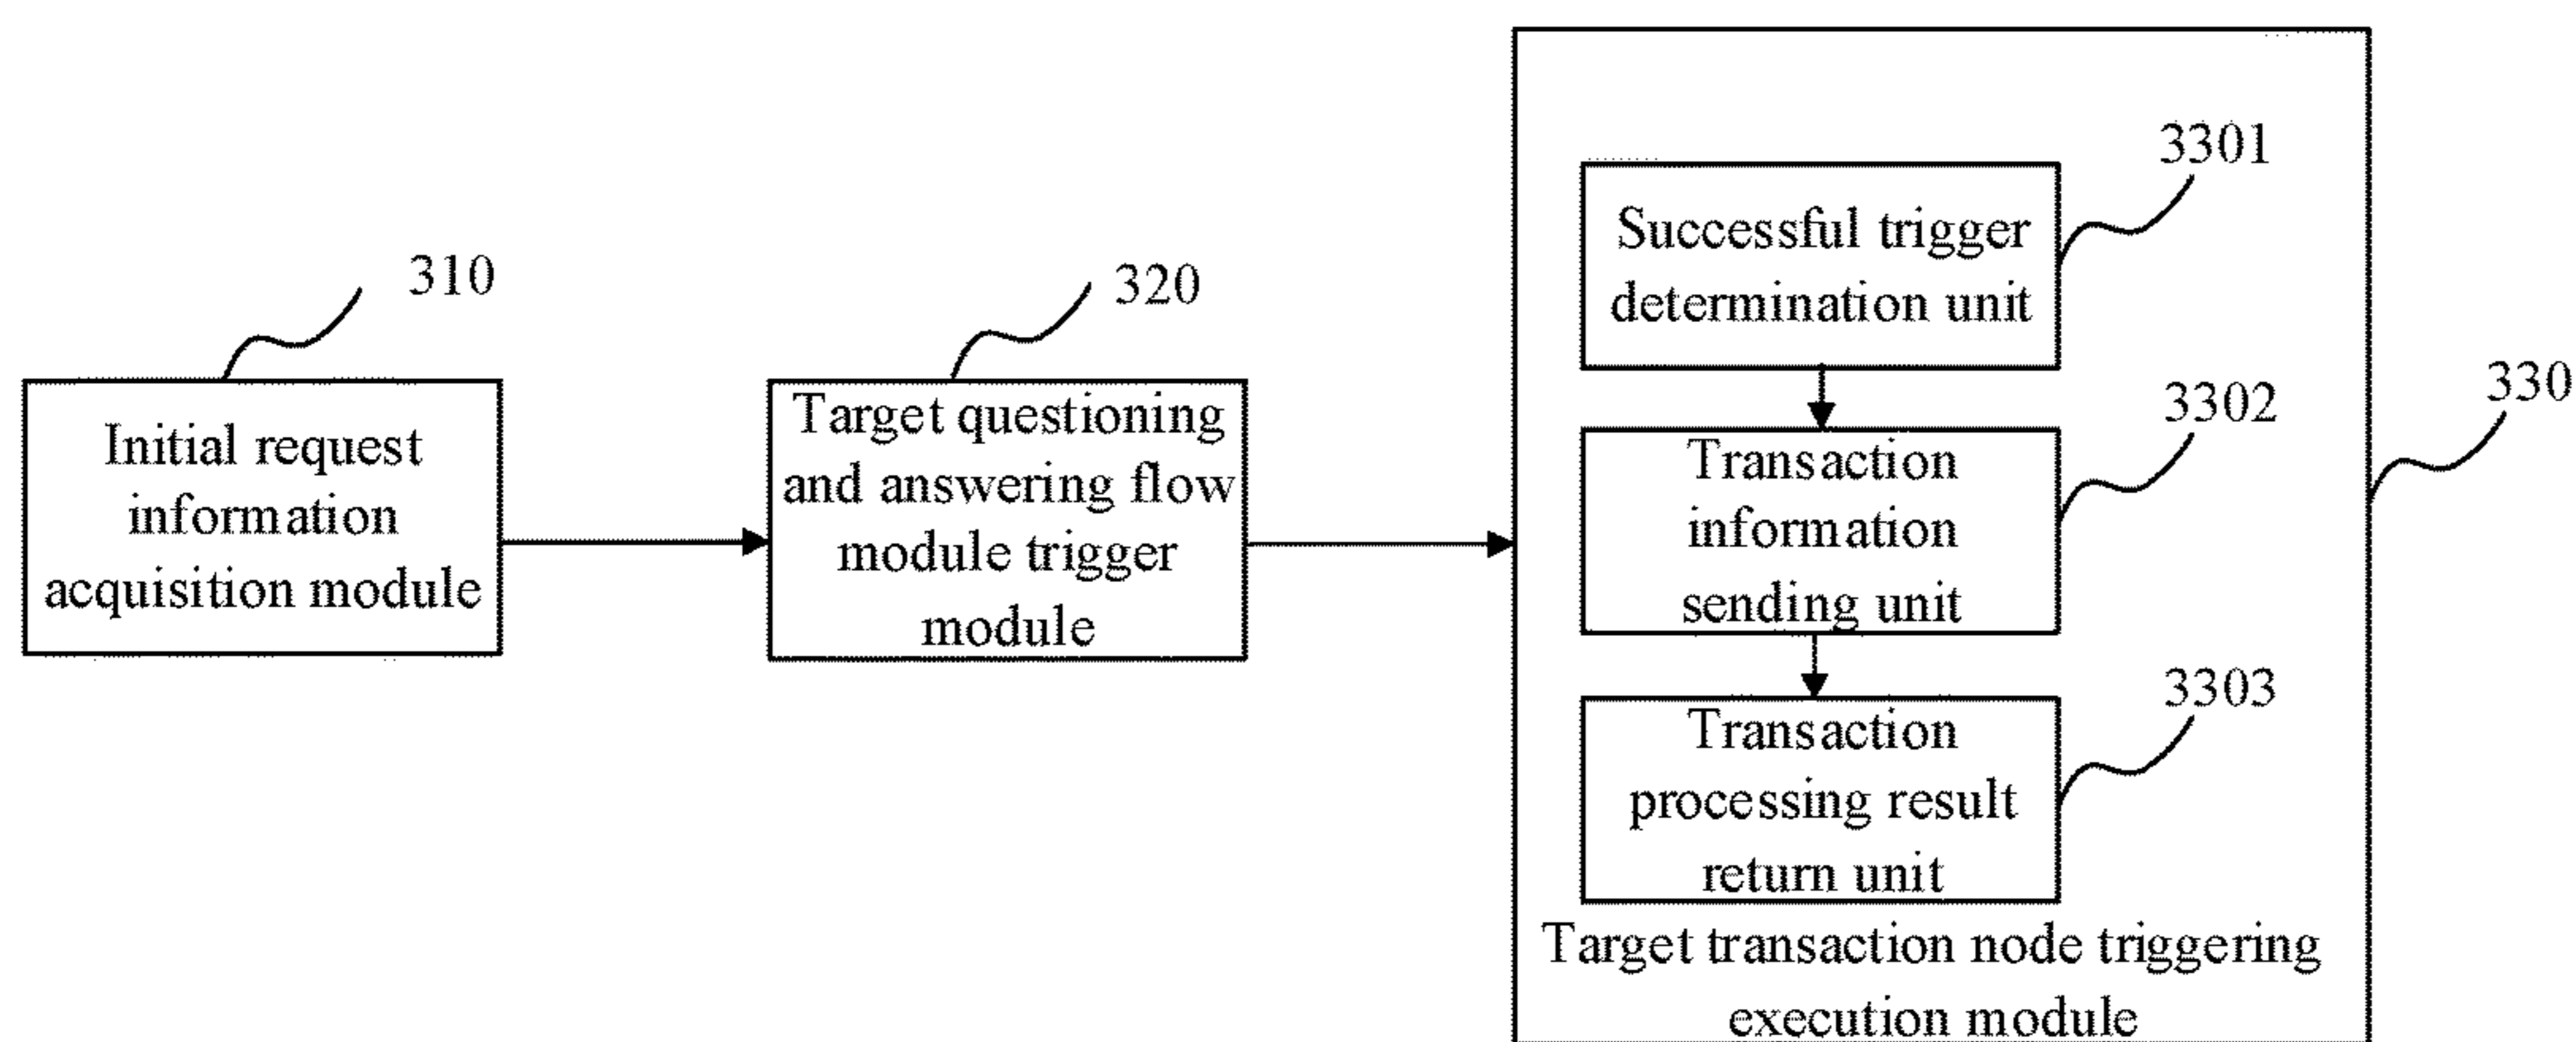 310
Initial request
information
acquisition module
320
Target questioning
and answering flow
module trigger
module
3301
Successful trigger
determination unit
3302
Transaction
information
sending unit
3303
Transaction
processing result
return unit
Target transaction node triggering
execution module
330